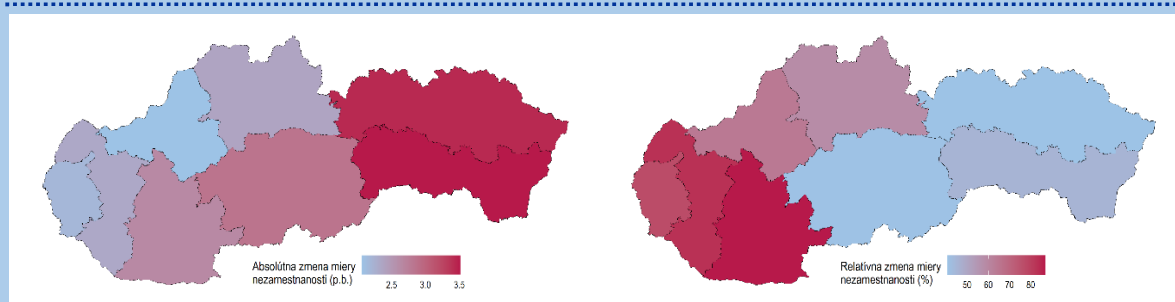 Absolútna zmena miery
nezamestnanosti (p.b.)
2.5 3.0 3.5
Relatívna zmena miery
nezamestnanosti (%)
50 60 70 80